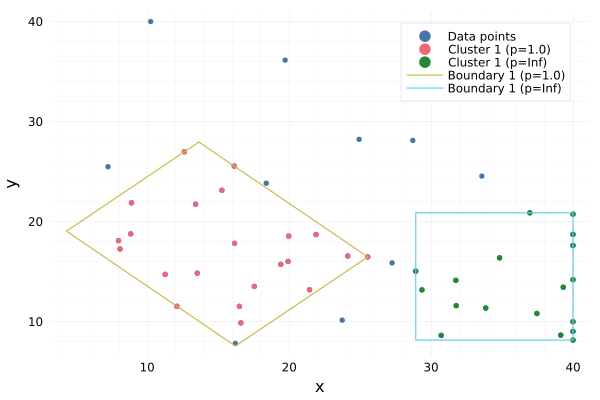 40
30
20
10
y
Data points
Cluster 1 (p=1.0)
Cluster 1 (p=Inf)
Boundary 1 (p=1.0)
Boundary 1 (p=Inf)
10 20 30 40
x